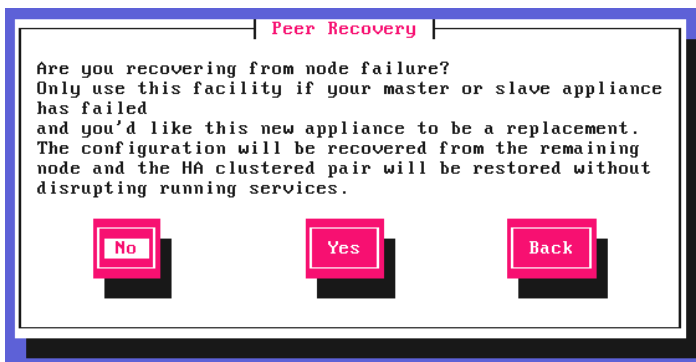 Peer Recovery
Are you recovering from node failure?
Only use this facility if your master or slave appliance
has failed
and you'd like this new appliance to be a replacement.
The configuration will be recovered from the remaining
node and the HA clustered pair will be restored without
disrupting running services.
No Yes Back